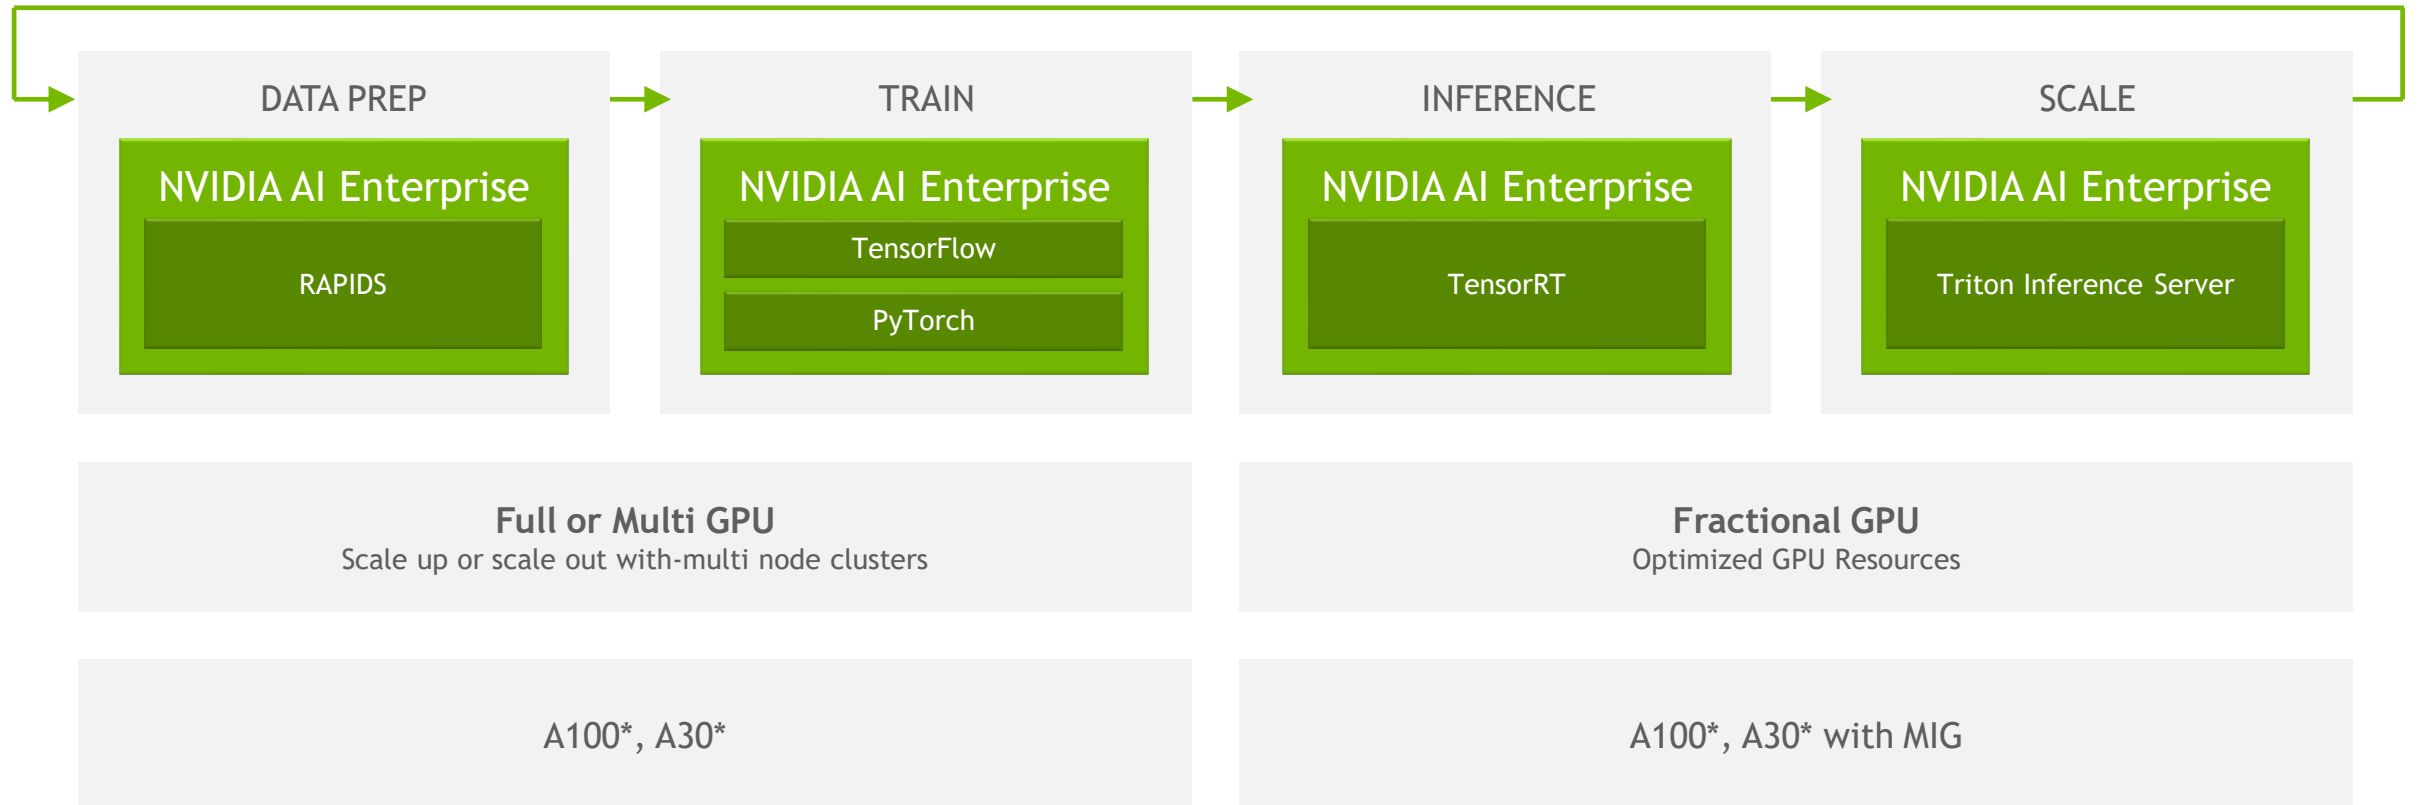 DATA PREP
NVIDIA AI Enterprise
RAPIDS
TRAIN
NVIDIA AI Enterprise
TensorFlow
PyTorch
INFERENCE
NVIDIA AI Enterprise
TensorRT
SCALE
NVIDIA AI Enterprise
Triton Inference Server
Full or Multi GPU
Scale up or scale out with-multi node clusters
Fractional GPU
Optimized GPU Resources
A100*, A30*
A100*, A30* with MIG